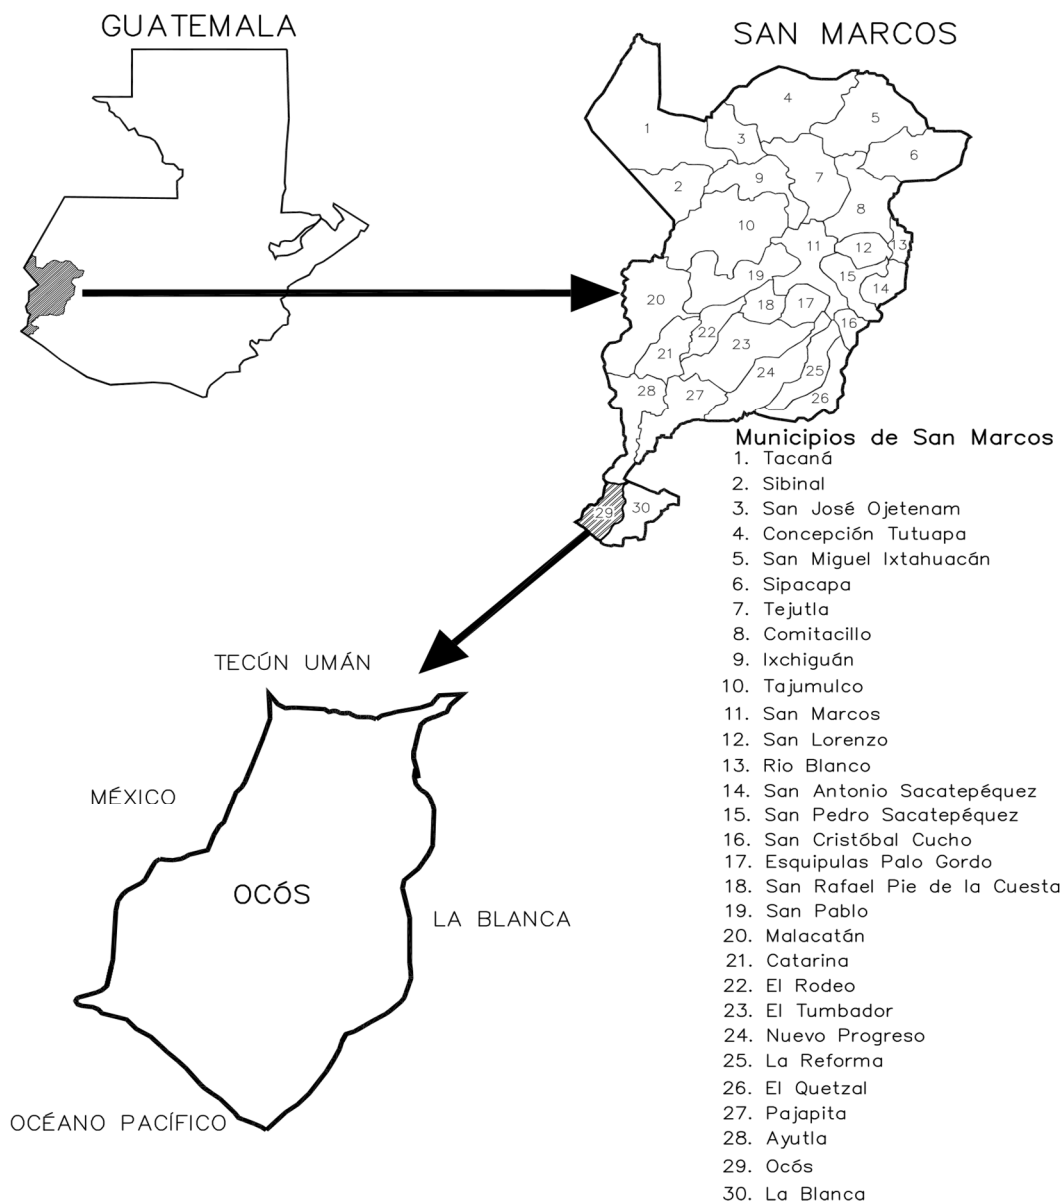 GUATEMALA
SAN MARCOS
1
2
3
4
5
6
7
8
9
10
11
12
13
14
15
16
17
18
19
20
21
22
23
24
25
26
27
28
29
30
Municipios de San Marcos
1. Tacaná
2. Sibinal
3. San José Ojetenam
4. Concepción Tutuapa
5. San Miguel Ixtahuacán
6. Sipacapa
7. Tejutla
8. Comitacillo
9. Ixchiguán
10. Tajumulco
11. San Marcos
12. San Lorenzo
13. Rio Blanco
14. San Antonio Sacatepéquez
15. San Pedro Sacatepéquez
16. San Cristóbal Cucho
17. Esquipulas Palo Gordo
18. San Rafael Pie de la Cuesta
19. San Pablo
20. Malacatán
21. Catarina
22. El Rodeo
23. El Tumbador
24. Nuevo Progreso
25. La Reforma
26. El Quetzal
27. Pajapita
28. Ayutla
29. Ocós
30. La Blanca
TECÚN UMÁN
MÉXICO
OCÓS
LA BLANCA
OCÉANO PACÍFICO